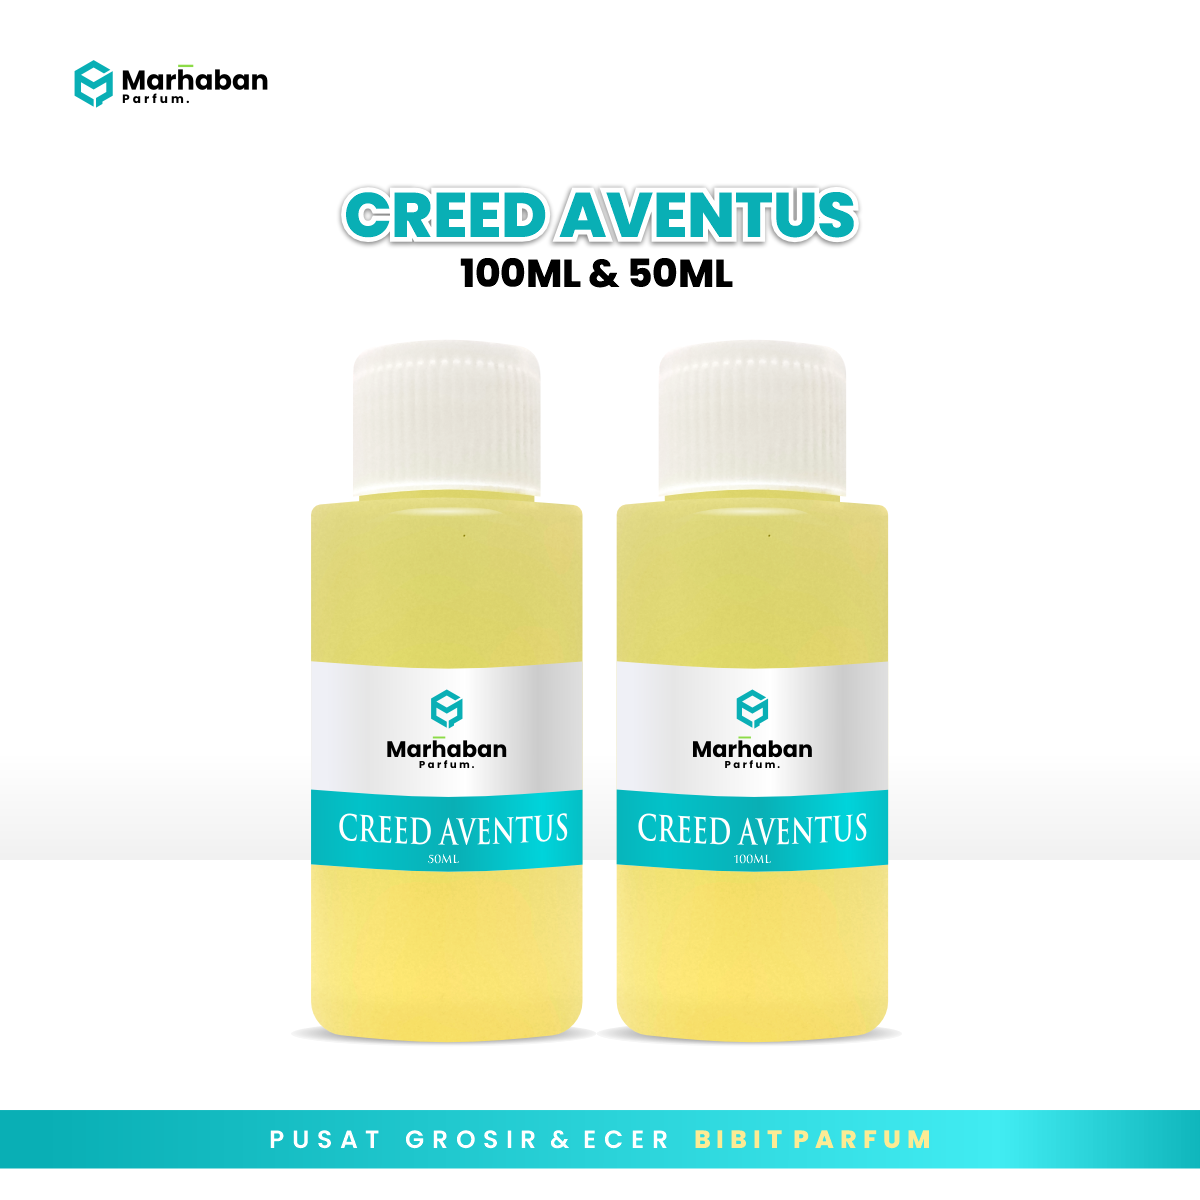 Marhaban
Parfum.
CREED AVENTUS
100ML & 50ML
Marhaban
Parfum.
CREED AVENTUS
50ML
Marhaban
Parfum.
CREED AVENTUS
100ML
PUSAT GROSIR & ECER BIBIT PARFUM